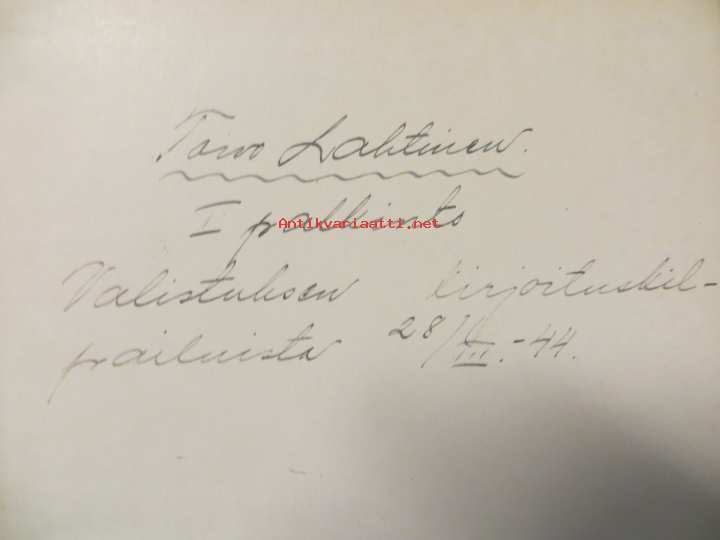 Toivo Lahtinen.
I palkinto
Antikvariaatti.net
Valistuksen kirjoituskil-
pailuista 28/III.-44.